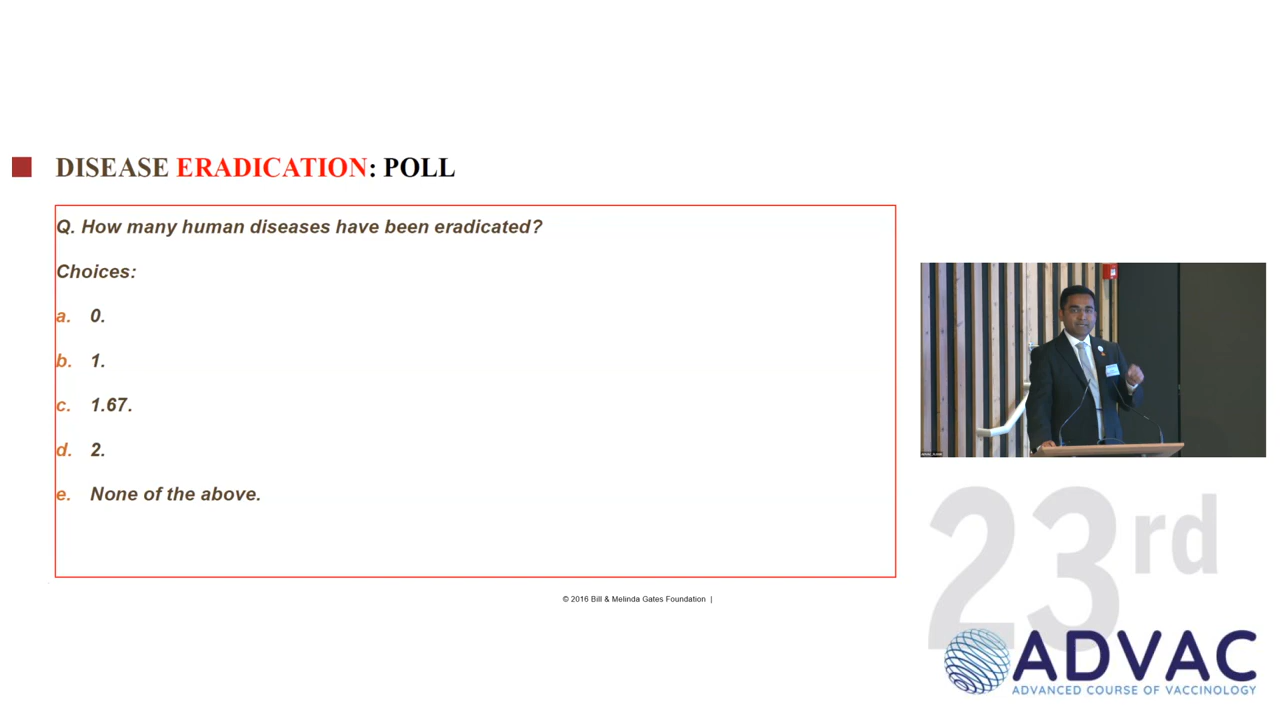 DISEASE ERADICATION: POLL
Q. How many human diseases have been eradicated?
Choices:
a. 0.
b. 1.
c. 1.67.
d. 2.
e. None of the above.
© 2016 Bill & Melinda Gates Foundation |
23rd
ADVAC
ADVANCED COURSE OF VACCINOLOGY